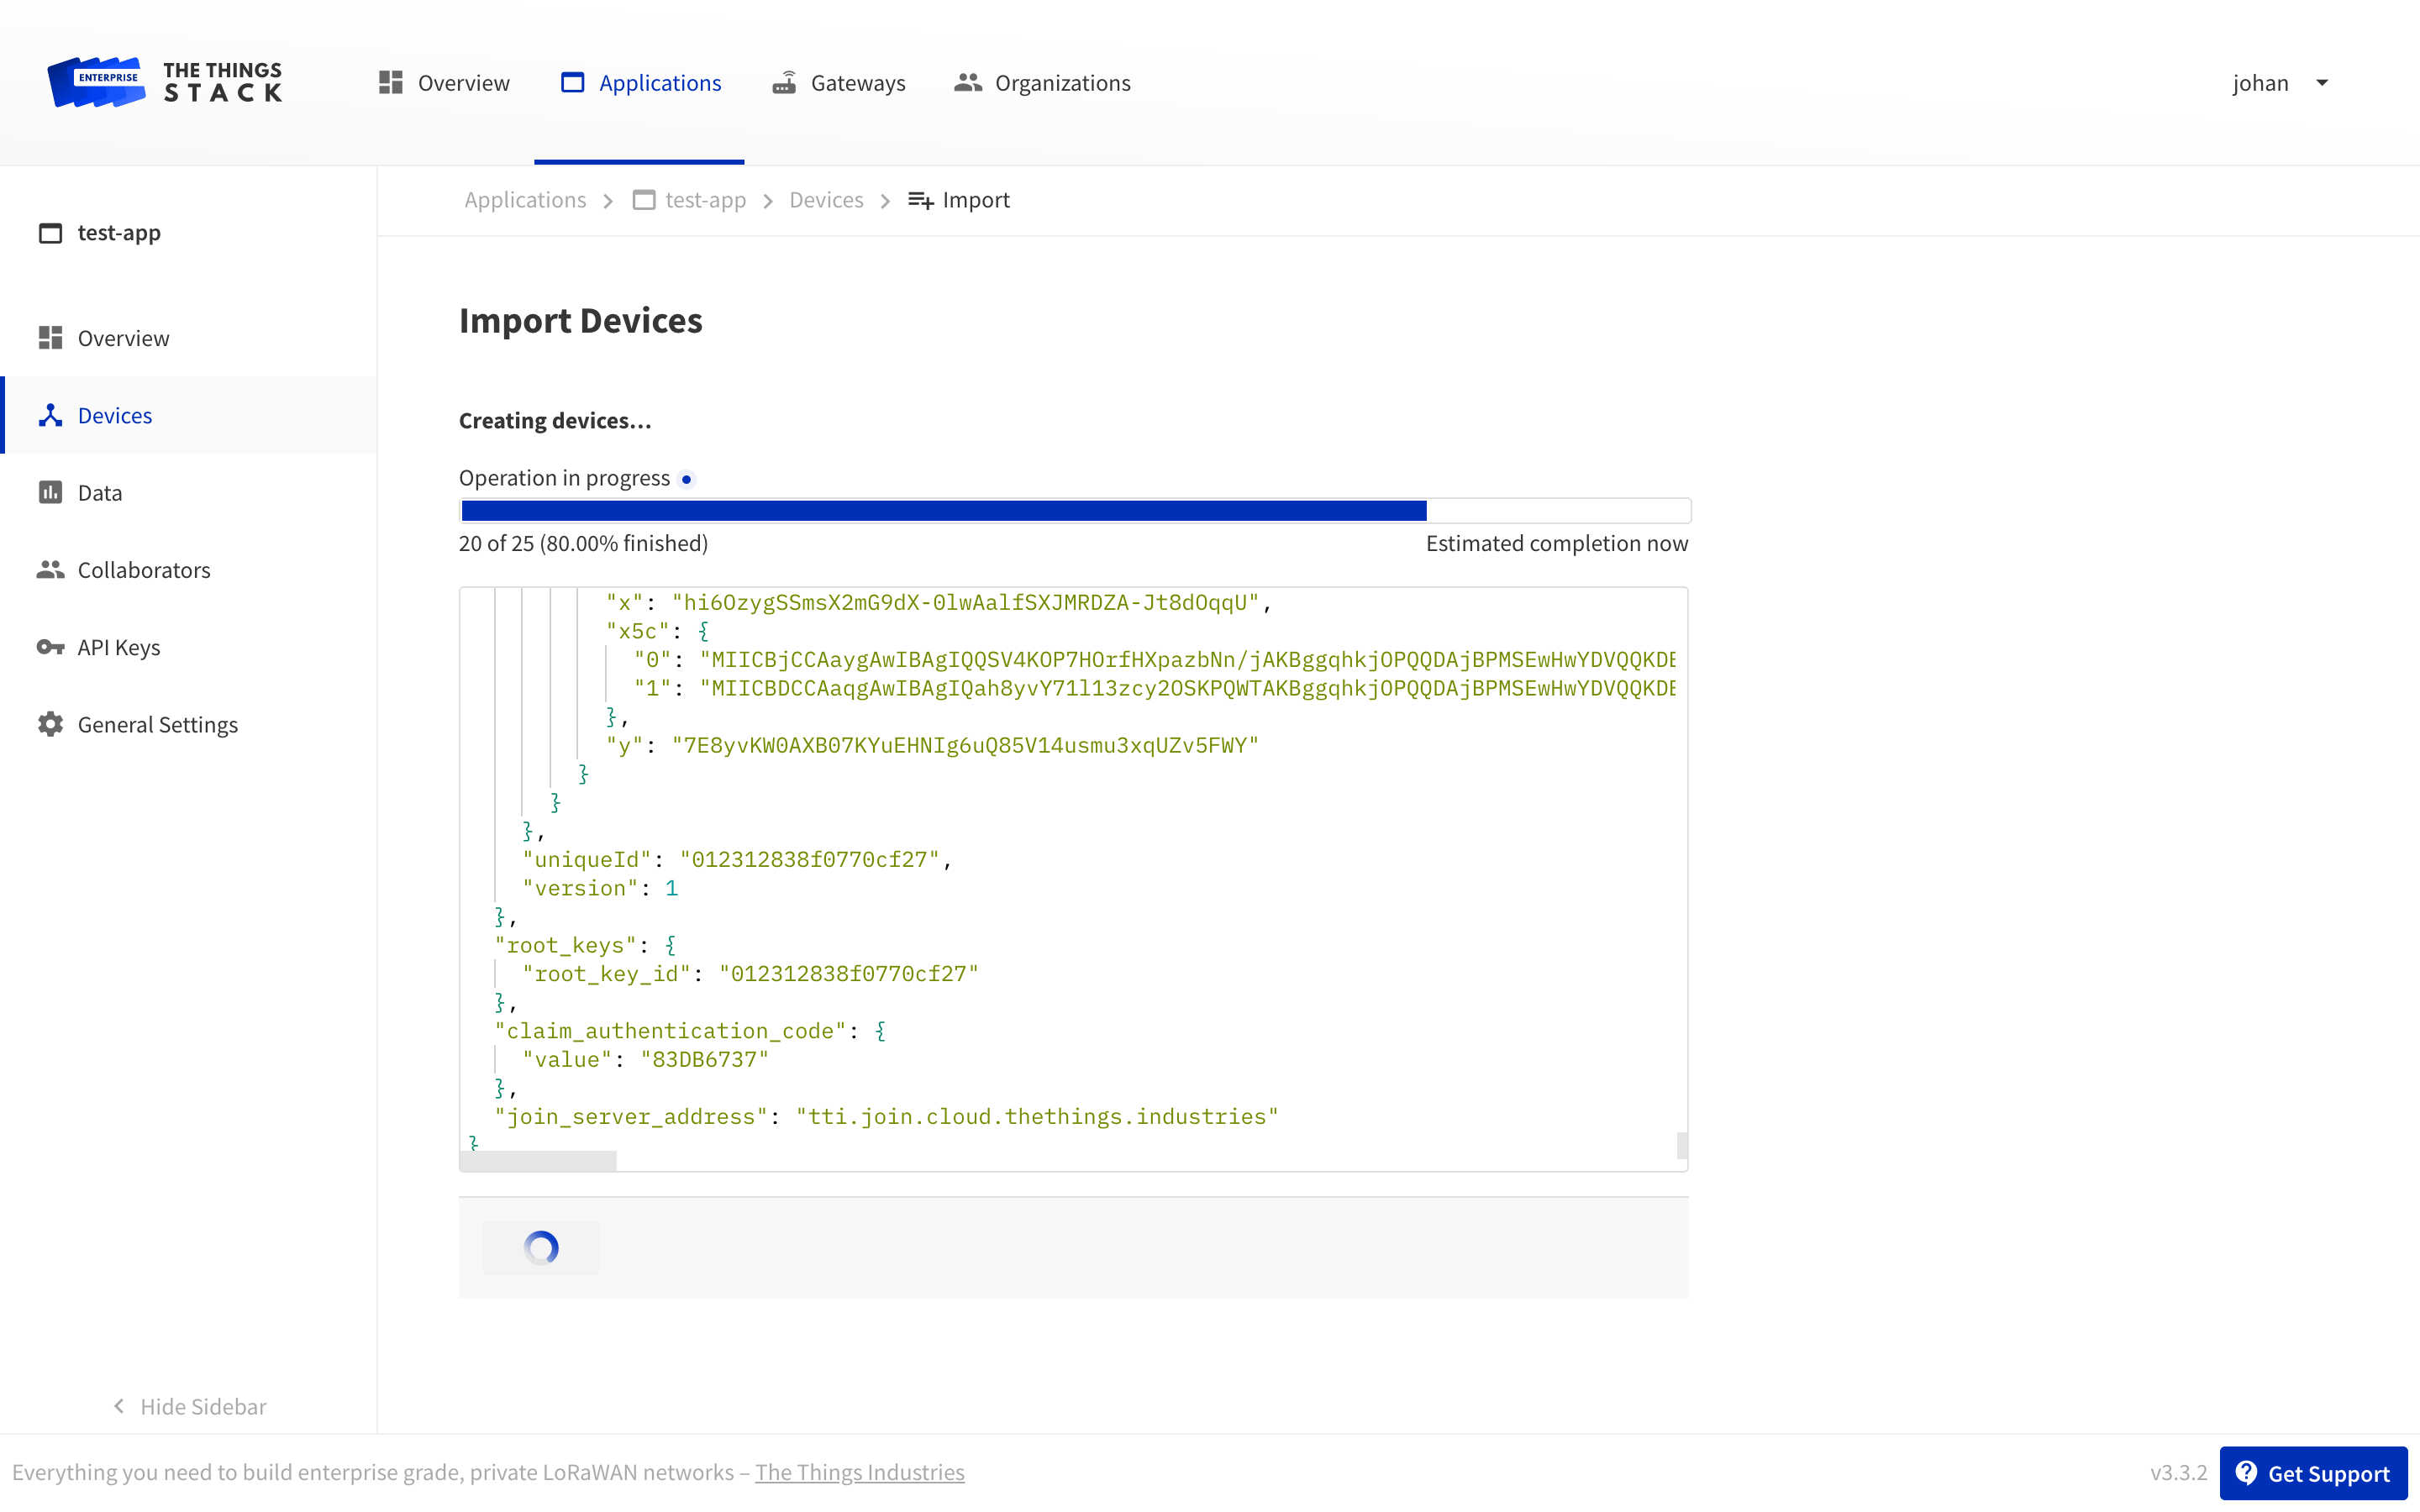 ENTERPRISE
THE THINGS
STACK
Overview
Applications
Gateways
Organizations
johan
test-app
Overview
Devices
Data
Collaborators
API Keys
General Settings
Hide Sidebar
Applications > test-app > Devices > Import
Import Devices
Creating devices…
Operation in progress
20 of 25 (80.00% finished)
Estimated completion now
"x": "hi6OzygSSmsX2mG9dX-0lwAalfSXJMRDZA-Jt8dOqqU",
"x5c": {
"0": "MIICBjCCAaygAwIBAgIQQSV4KOP7HOrfHXpazbNn/jAKBggqhkjOPQQDAjBPMSEwHwYDVQQKDE
"1": "MIICBDCCAaqgAwIBAgIQah8yvY71l13zcy2OSKPQWTAKBggqhkjOPQQDAjBPMSEwHwYDVQQKDE
},
"y": "7E8yvKW0AXB07KYuEHNIg6uQ85V14usmu3xqUZv5FWY"
}
}
},
"uniqueId": "012312838f0770cf27",
"version": 1
},
"root_keys": {
"root_key_id": "012312838f0770cf27"
},
"claim_authentication_code": {
"value": "83DB6737"
},
"join_server_address": "tti.join.cloud.thethings.industries"
}
Everything you need to build enterprise grade, private LoRaWAN networks – The Things Industries
v3.3.2
Get Support